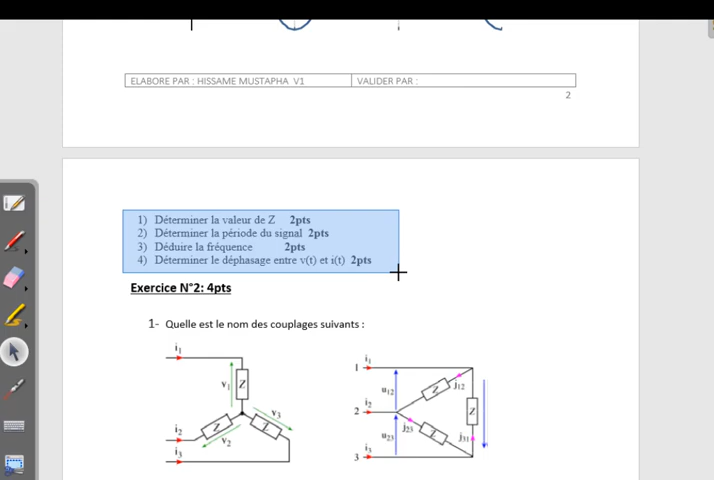 ELABORE PAR : HISSAME MUSTAPHA V1 VALIDER PAR :
2
1) Déterminer la valeur de Z 2pts
2) Déterminer la période du signal 2pts
3) Déduire la fréquence 2pts
4) Déterminer le déphasage entre v(t) et i(t) 2pts
Exercice N°2: 4pts
1- Quelle est le nom des couplages suivants :
i1
v1 Z
i2 Z v2
v3 Z
i3
1 i1
u12 Z j12
2 i2
Z
u23 j23 Z j31
3 i3